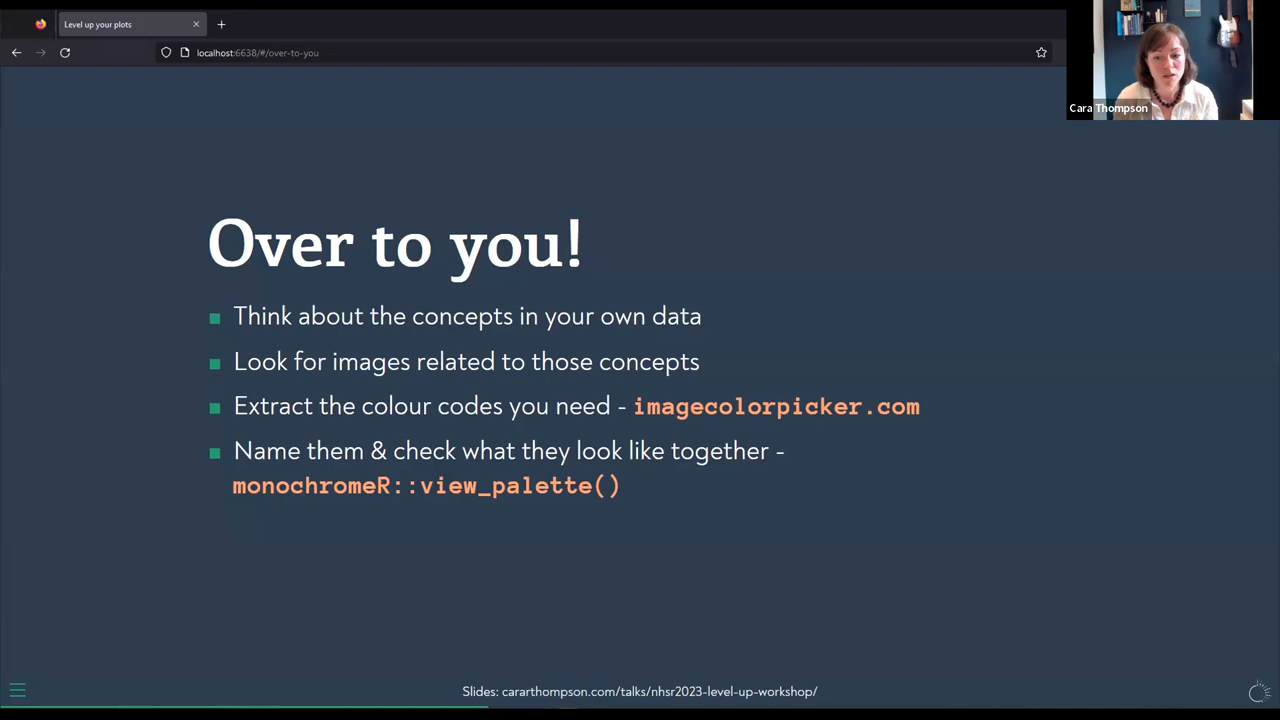 Level up your plots
localhost:6638/#/over-to-you
Cara Thompson
Over to you!
Think about the concepts in your own data
Look for images related to those concepts
Extract the colour codes you need - imagecolorpicker.com
Name them & check what they look like together -
monochromeR::view_palette()
Slides: cararthompson.com/talks/nhsr2023-level-up-workshop/